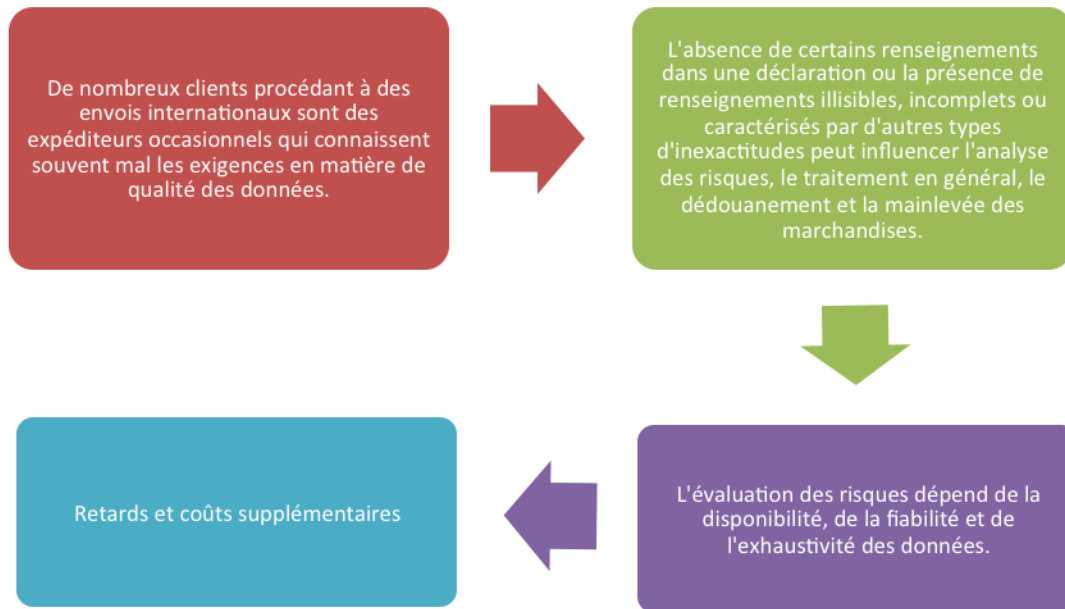 De nombreux clients procédant à des
envois internationaux sont des
expéditeurs occasionnels qui connaissent
souvent mal les exigences en matière de
qualité des données.
L'absence de certains renseignements
dans une déclaration ou la présence de
renseignements illisibles, incomplets ou
caractérisés par d'autres types
d'inexactitudes peut influencer l'analyse
des risques, le traitement en général, le
dédouanement et la mainlevée des
marchandises.
L'évaluation des risques dépend de la
disponibilité, de la fiabilité et de
l'exhaustivité des données.
Retards et coûts supplémentaires